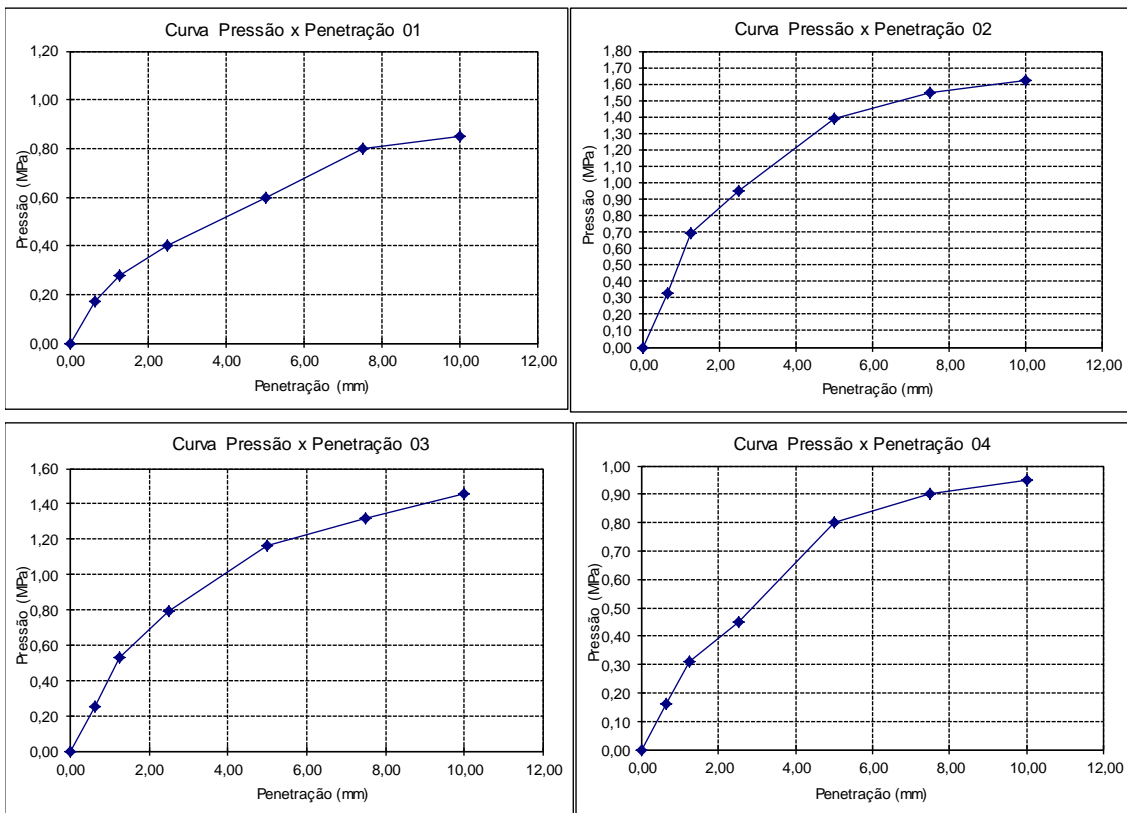 Curva Pressão x Penetração 01
1,20
1,00
0,80
0,60
0,40
0,20
0,00
Pressão (MPa)
0,00 2,00 4,00 6,00 8,00 10,00 12,00
Penetração (mm)
Curva Pressão x Penetração 02
1,80
1,70
1,60
1,50
1,40
1,30
1,20
1,10
1,00
0,90
0,80
0,70
0,60
0,50
0,40
0,30
0,20
0,10
0,00
Pressão (MPa)
0,00 2,00 4,00 6,00 8,00 10,00 12,00
Penetração (mm)
Curva Pressão x Penetração 03
1,60
1,40
1,20
1,00
0,80
0,60
0,40
0,20
0,00
Pressão (MPa)
0,00 2,00 4,00 6,00 8,00 10,00 12,00
Penetração (mm)
Curva Pressão x Penetração 04
1,00
0,90
0,80
0,70
0,60
0,50
0,40
0,30
0,20
0,10
0,00
Pressão (MPa)
0,00 2,00 4,00 6,00 8,00 10,00 12,00
Penetração (mm)